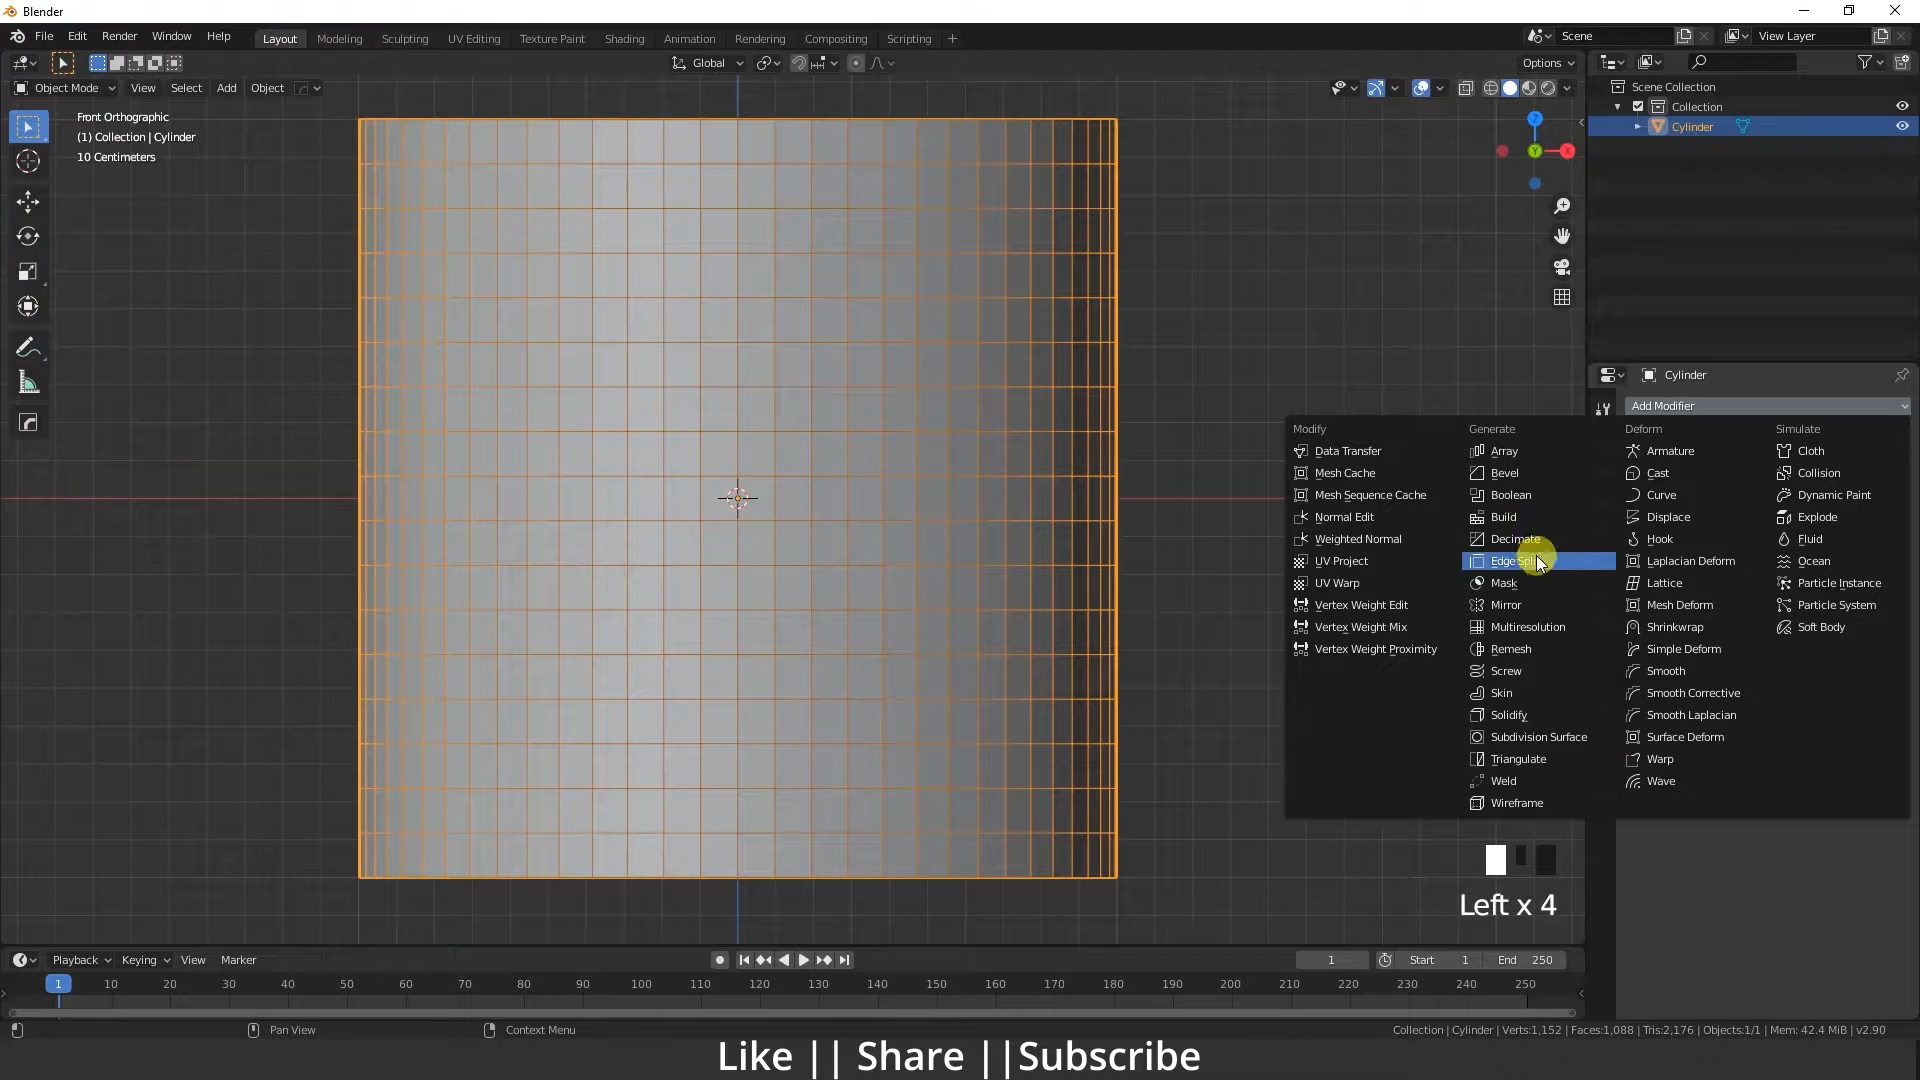 Blender
File Edit Render Window Help Layout Modeling Sculpting UV Editing Texture Paint Shading Animation Rendering Compositing Scripting + Scene View Layer
Global Options
Object Mode View Select Add Object
Front Orthographic
(1) Collection | Cylinder
10 Centimeters
Z
Y
X
Scene Collection
Collection
Cylinder
Cylinder
Add Modifier
Modify
Data Transfer
Mesh Cache
Mesh Sequence Cache
Normal Edit
Weighted Normal
UV Project
UV Warp
Vertex Weight Edit
Vertex Weight Mix
Vertex Weight Proximity
Generate
Array
Bevel
Boolean
Build
Decimate
Edge Split
Mask
Mirror
Multiresolution
Remesh
Screw
Skin
Solidify
Subdivision Surface
Triangulate
Weld
Wireframe
Deform
Armature
Cast
Curve
Displace
Hook
Laplacian Deform
Lattice
Mesh Deform
Shrinkwrap
Simple Deform
Smooth
Smooth Corrective
Smooth Laplacian
Surface Deform
Warp
Wave
Simulate
Cloth
Collision
Dynamic Paint
Explode
Fluid
Ocean
Particle Instance
Particle System
Soft Body
Left x 4
Playback Keying View Marker 1 Start 1 End 250
1 10 20 30 40 50 60 70 80 90 100 110 120 130 140 150 160 170 180 190 200 210 220 230 240 250
Pan View Context Menu Collection | Cylinder | Verts:1,152 | Faces:1,088 | Tris:2,176 | Objects:1/1 | Mem: 42.4 MiB | v2.90
Like || Share ||Subscribe